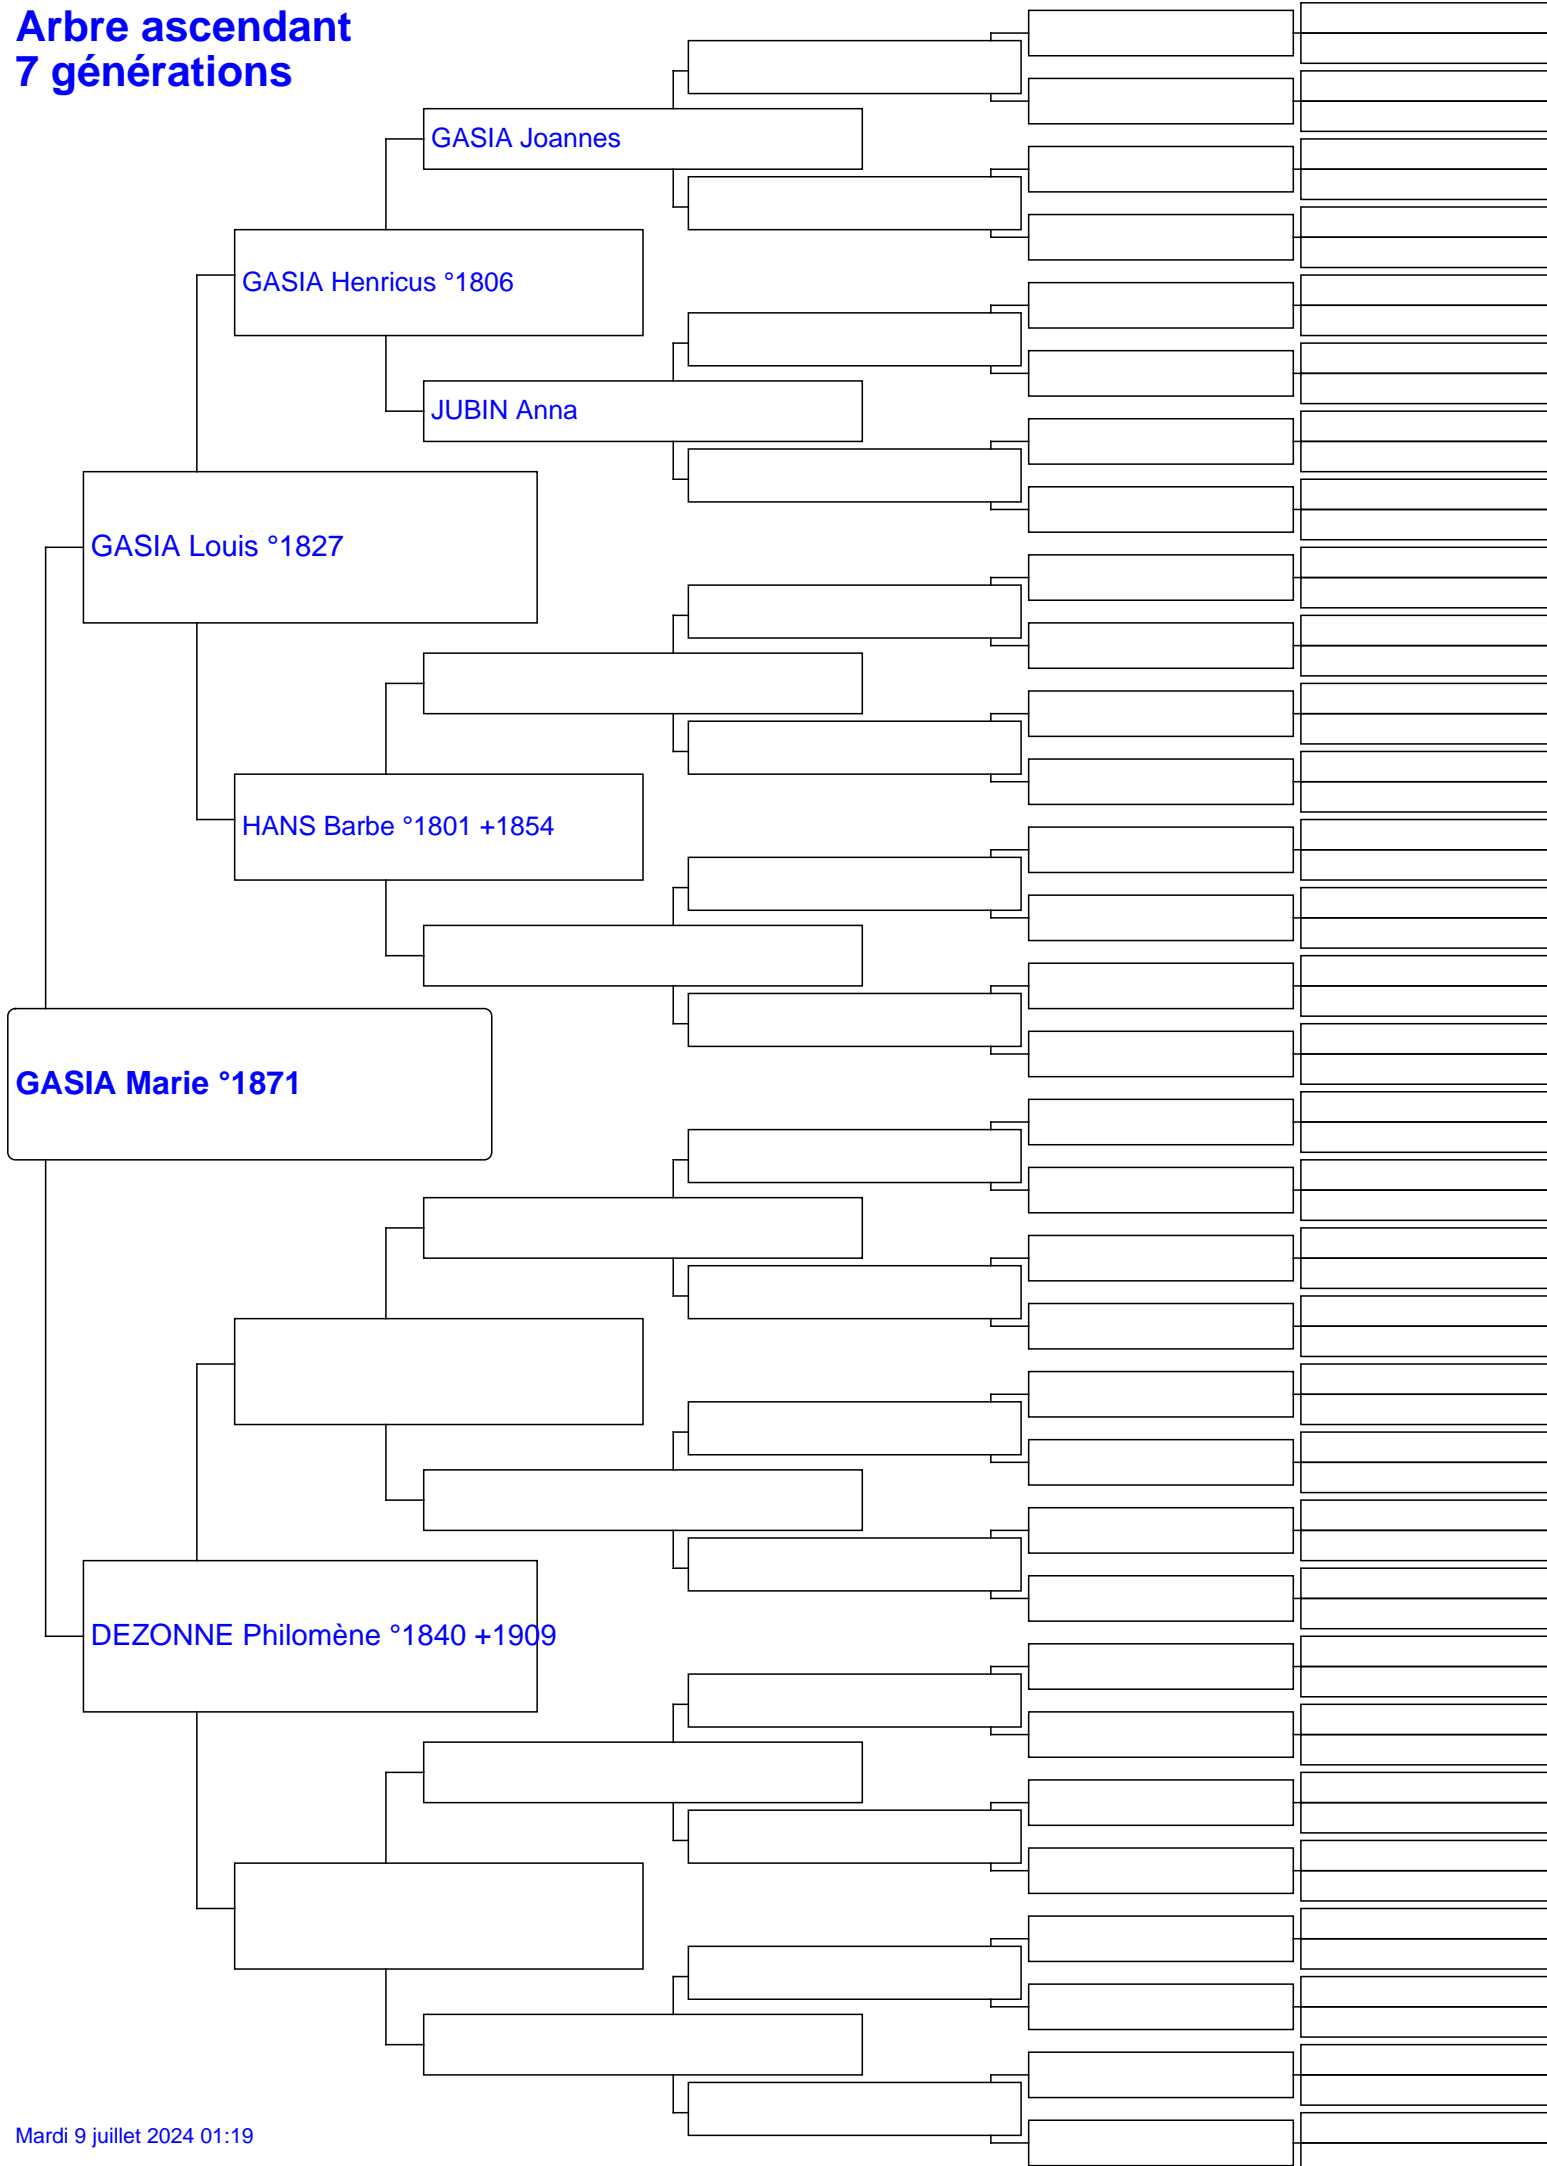 Arbre ascendant
7 générations
GASIA Joannes
GASIA Henricus °1806
JUBIN Anna
GASIA Louis °1827
HANS Barbe °1801 +1854
GASIA Marie °1871
DEZONNE Philomène °1840 +1909
Mardi 9 juillet 2024 01:19